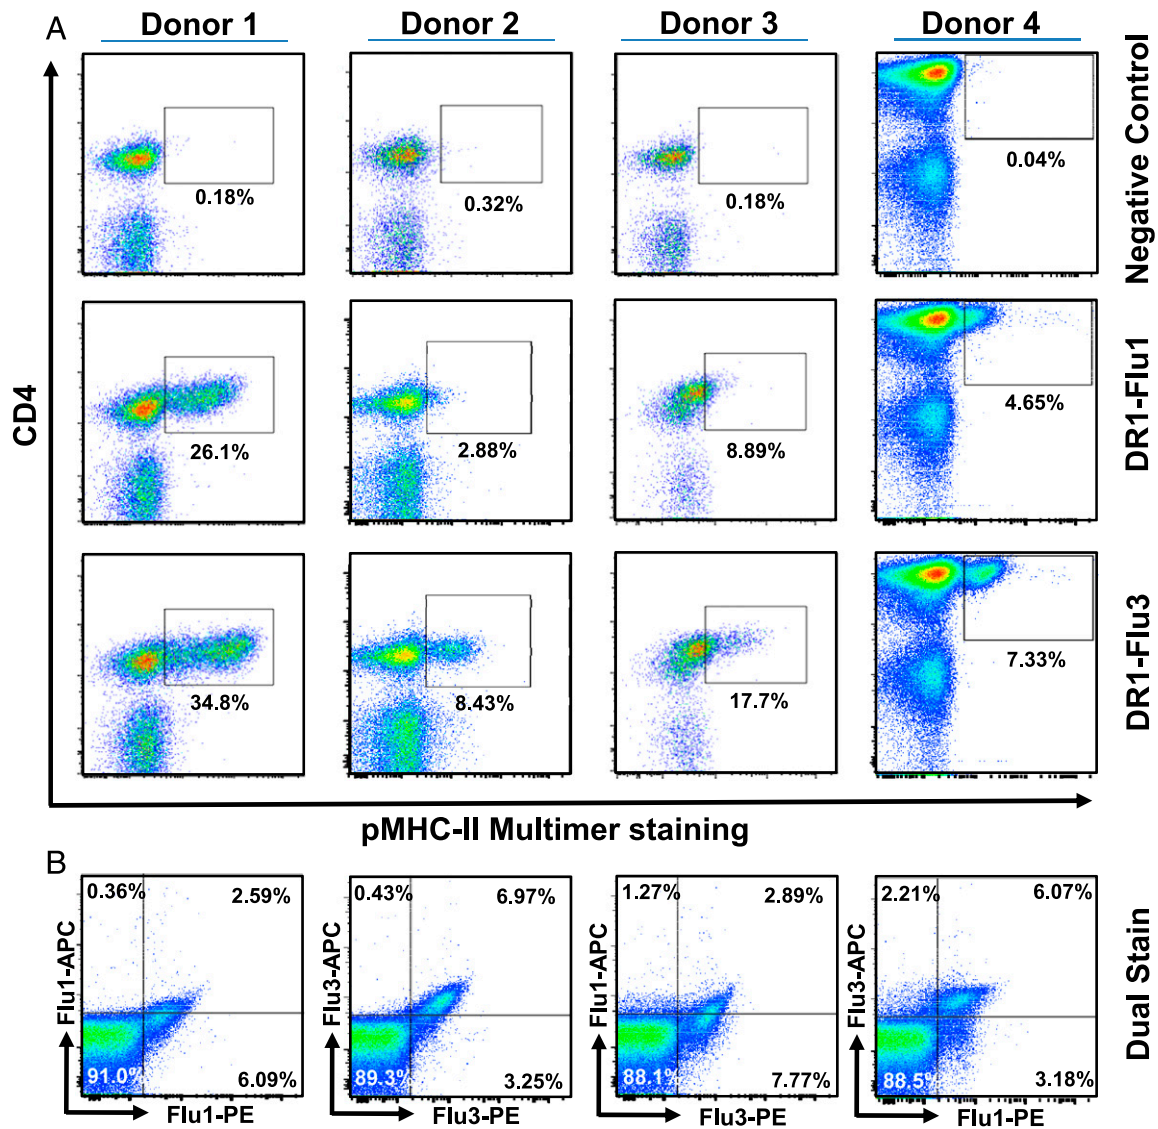 A
Donor 1
Donor 2
Donor 3
Donor 4
0.18%
0.32%
0.18%
0.04%
Negative Control
CD4
26.1%
2.88%
8.89%
4.65%
DR1-Flu1
34.8%
8.43%
17.7%
7.33%
DR1-Flu3
pMHC-II Multimer staining
B
0.36%
2.59%
91.0%
6.09%
Flu1-APC
Flu1-PE
0.43%
6.97%
89.3%
3.25%
Flu3-APC
Flu3-PE
1.27%
2.89%
88.1%
7.77%
Flu1-APC
Flu3-PE
2.21%
6.07%
88.5%
3.18%
Flu3-APC
Flu1-PE
Dual Stain